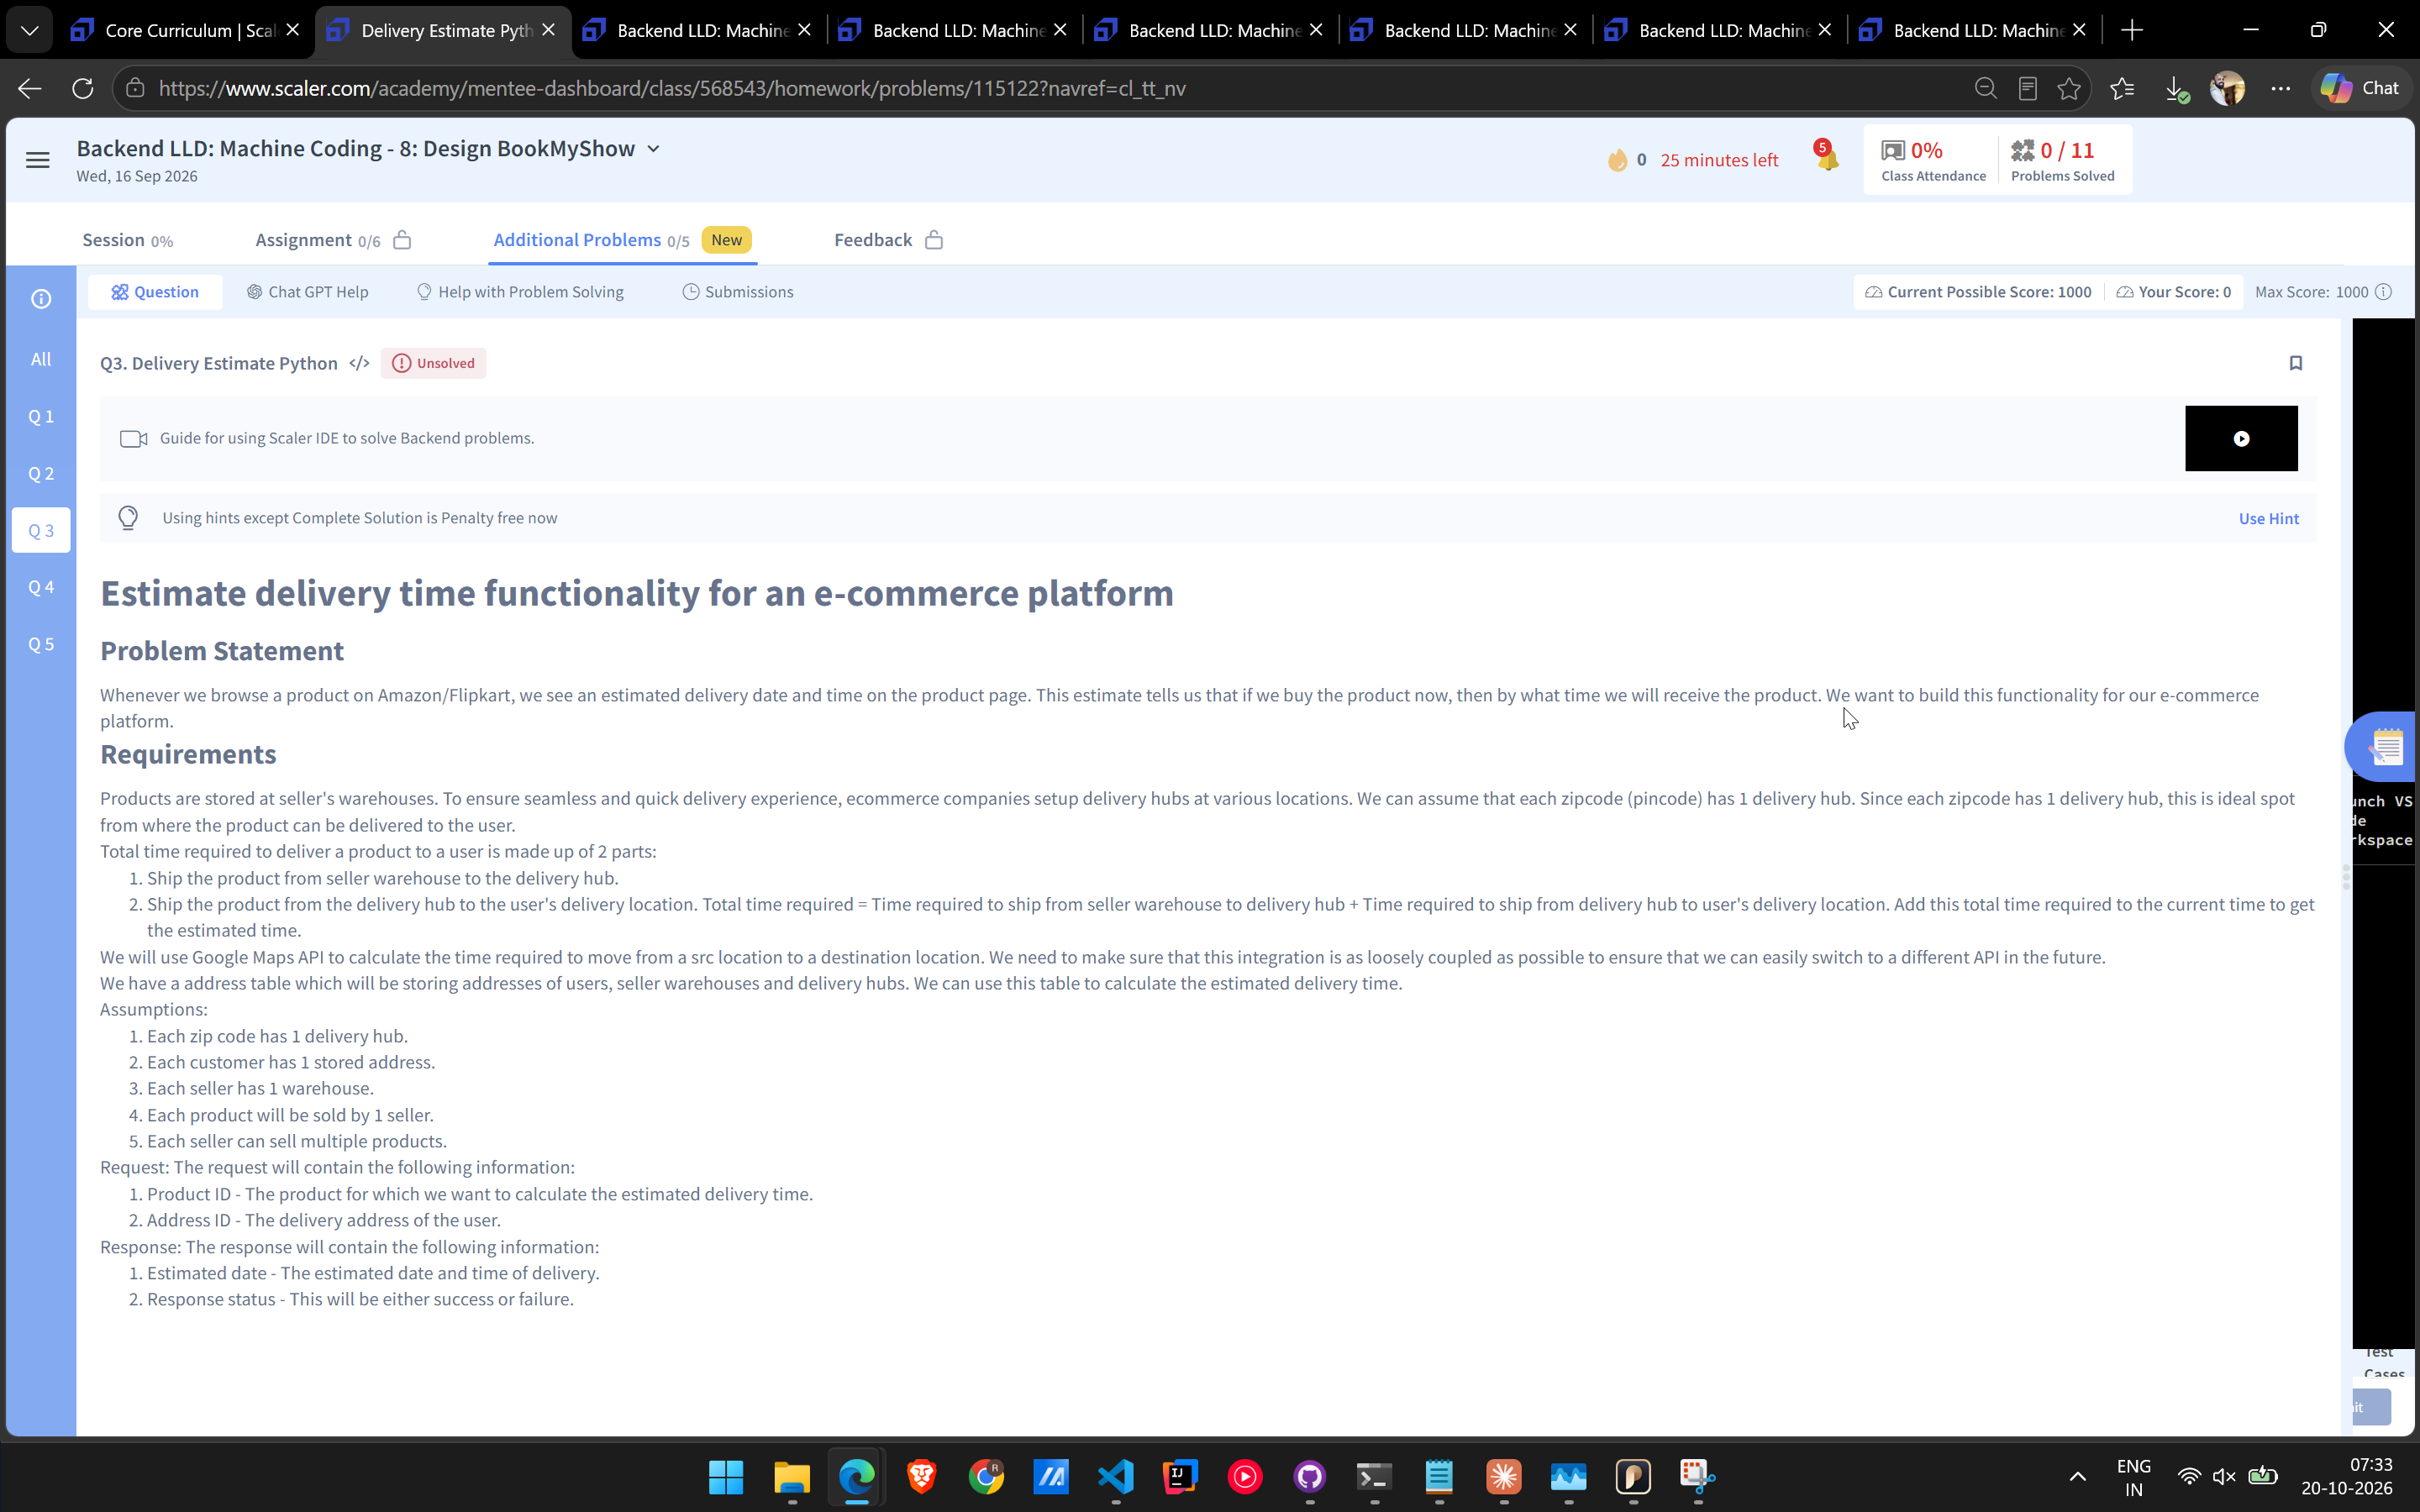 Core Curriculum | Scal
Delivery Estimate Pyth
Backend LLD: Machine
Backend LLD: Machine
Backend LLD: Machine
Backend LLD: Machine
Backend LLD: Machine
Backend LLD: Machine
https://www.scaler.com/academy/mentee-dashboard/class/568543/homework/problems/115122?navref=cl_tt_nv
Chat
Backend LLD: Machine Coding - 8: Design BookMyShow
Wed, 16 Sep 2026
0 25 minutes left
5
0%
Class Attendance
0 / 11
Problems Solved
Session 0%
Assignment 0/6
Additional Problems 0/5 New
Feedback
Question
Chat GPT Help
Help with Problem Solving
Submissions
Current Possible Score: 1000
Your Score: 0
Max Score: 1000
All
Q 1
Q 2
Q 3
Q 4
Q 5
Q3. Delivery Estimate Python </> Unsolved
Guide for using Scaler IDE to solve Backend problems.
Using hints except Complete Solution is Penalty free now
Use Hint
Estimate delivery time functionality for an e-commerce platform
Problem Statement
Whenever we browse a product on Amazon/Flipkart, we see an estimated delivery date and time on the product page. This estimate tells us that if we buy the product now, then by what time we will receive the product. We want to build this functionality for our e-commerce
platform.
Requirements
Products are stored at seller's warehouses. To ensure seamless and quick delivery experience, ecommerce companies setup delivery hubs at various locations. We can assume that each zipcode (pincode) has 1 delivery hub. Since each zipcode has 1 delivery hub, this is ideal spot
from where the product can be delivered to the user.
Total time required to deliver a product to a user is made up of 2 parts:
1. Ship the product from seller warehouse to the delivery hub.
2. Ship the product from the delivery hub to the user's delivery location. Total time required = Time required to ship from seller warehouse to delivery hub + Time required to ship from delivery hub to user's delivery location. Add this total time required to the current time to get
the estimated time.
We will use Google Maps API to calculate the time required to move from a src location to a destination location. We need to make sure that this integration is as loosely coupled as possible to ensure that we can easily switch to a different API in the future.
We have a address table which will be storing addresses of users, seller warehouses and delivery hubs. We can use this table to calculate the estimated delivery time.
Assumptions:
1. Each zip code has 1 delivery hub.
2. Each customer has 1 stored address.
3. Each seller has 1 warehouse.
4. Each product will be sold by 1 seller.
5. Each seller can sell multiple products.
Request: The request will contain the following information:
1. Product ID - The product for which we want to calculate the estimated delivery time.
2. Address ID - The delivery address of the user.
Response: The response will contain the following information:
1. Estimated date - The estimated date and time of delivery.
2. Response status - This will be either success or failure.
unch VS
de
rkspace
Test
Cases
it
ENG
IN
07:33
20-10-2026